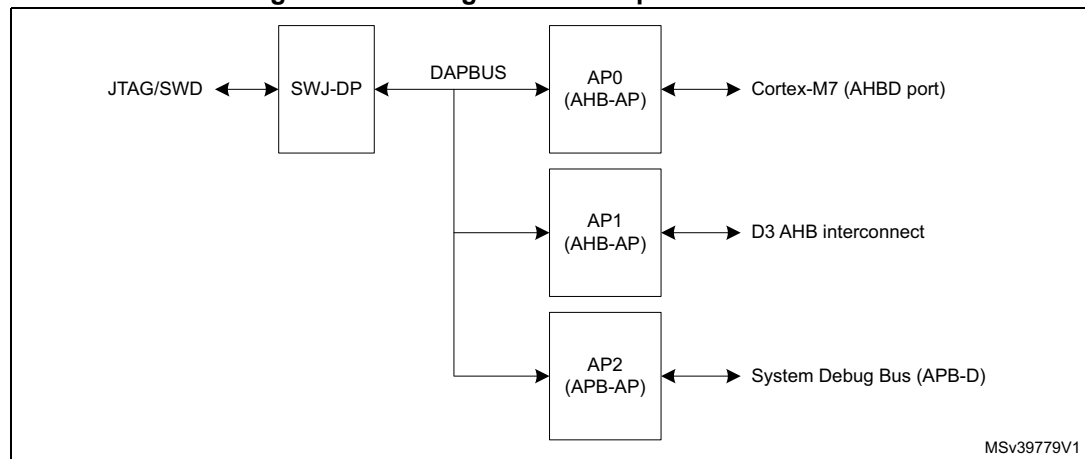 JTAG/SWD
SWJ-DP
DAPBUS
AP0
(AHB-AP)
Cortex-M7 (AHBD port)
AP1
(AHB-AP)
D3 AHB interconnect
AP2
(APB-AP)
System Debug Bus (APB-D)
MSv39779V1